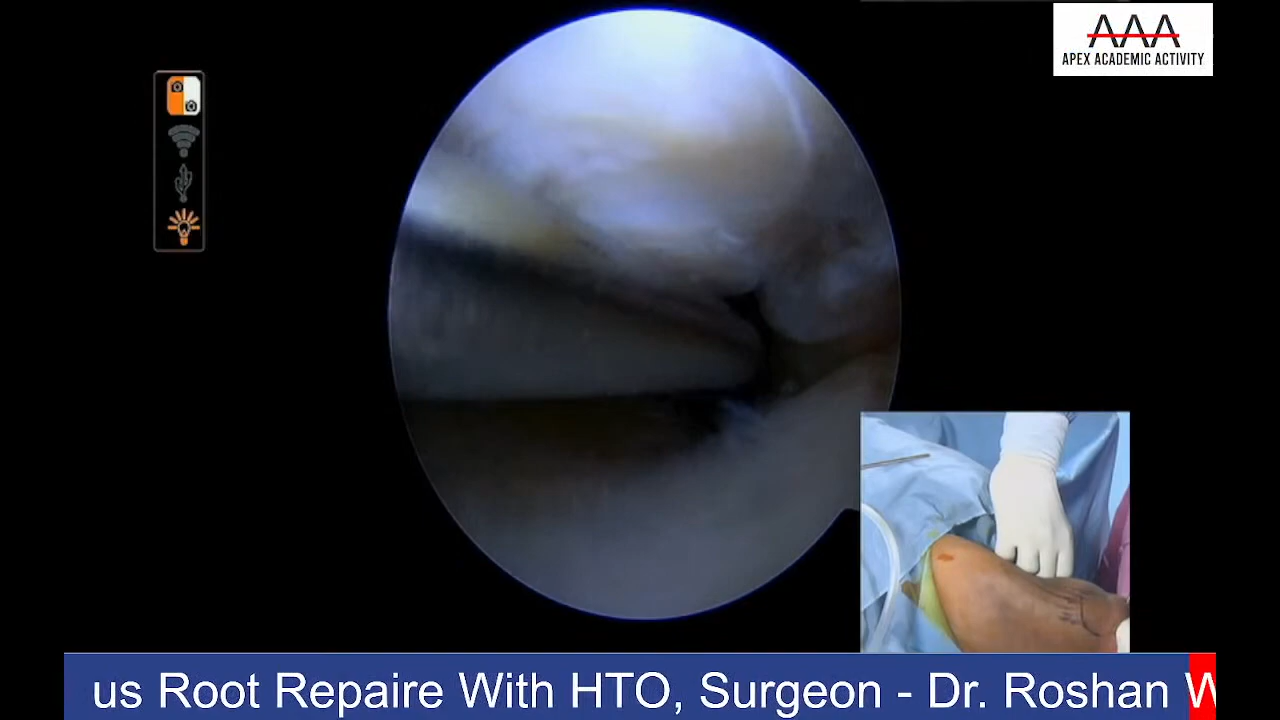 AAA
APEX ACADEMIC ACTIVITY
us Root Repaire With HTO, Surgeon - Dr. Roshan W